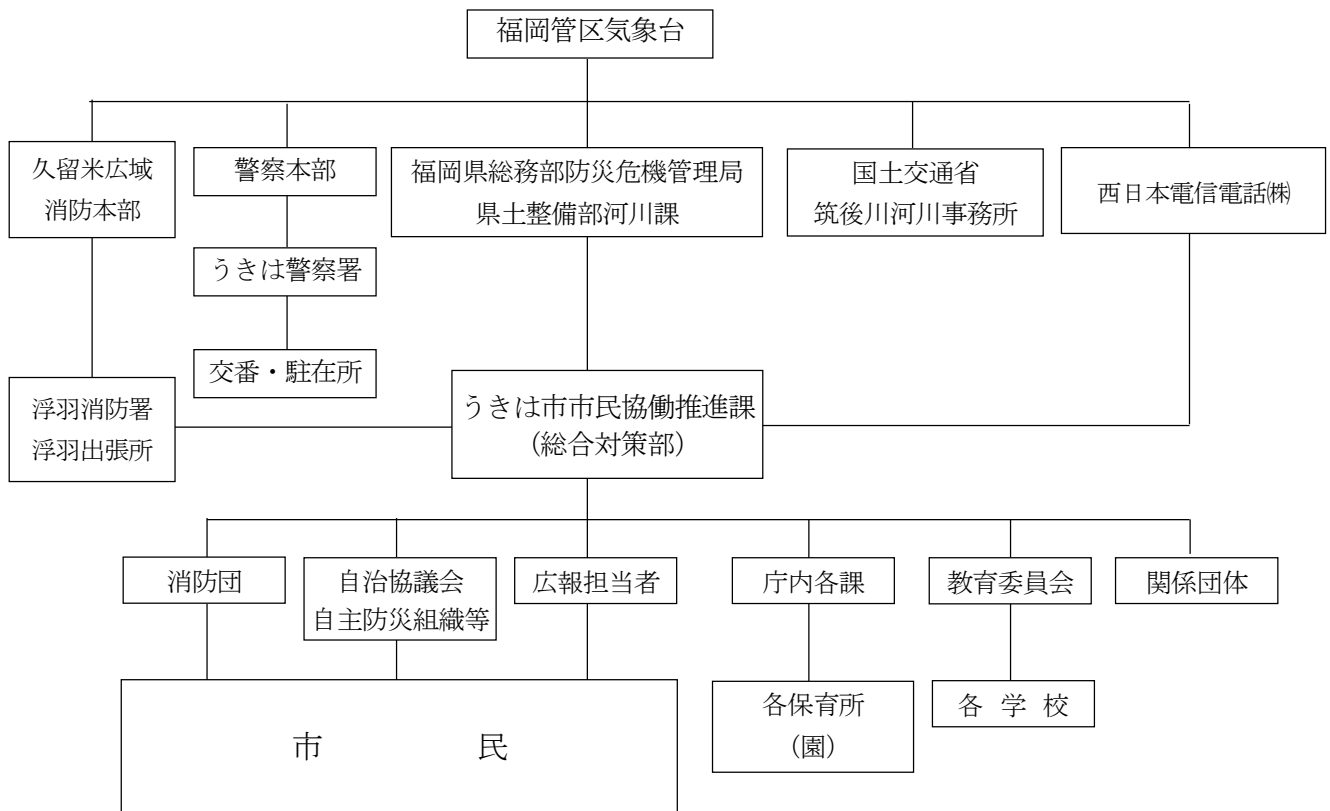 福岡管区気象台
久留米広域
消防本部
警察本部
福岡県総務部防災危機管理局
県土整備部河川課
国土交通省
筑後川河川事務所
西日本電信電話㈱
うきは警察署
交番・駐在所
浮羽消防署
浮羽出張所
うきは市市民協働推進課
(総合対策部)
消防団
自治協議会
自主防災組織等
広報担当者
庁内各課
教育委員会
関係団体
市　民
各保育所
(園)
各 学 校